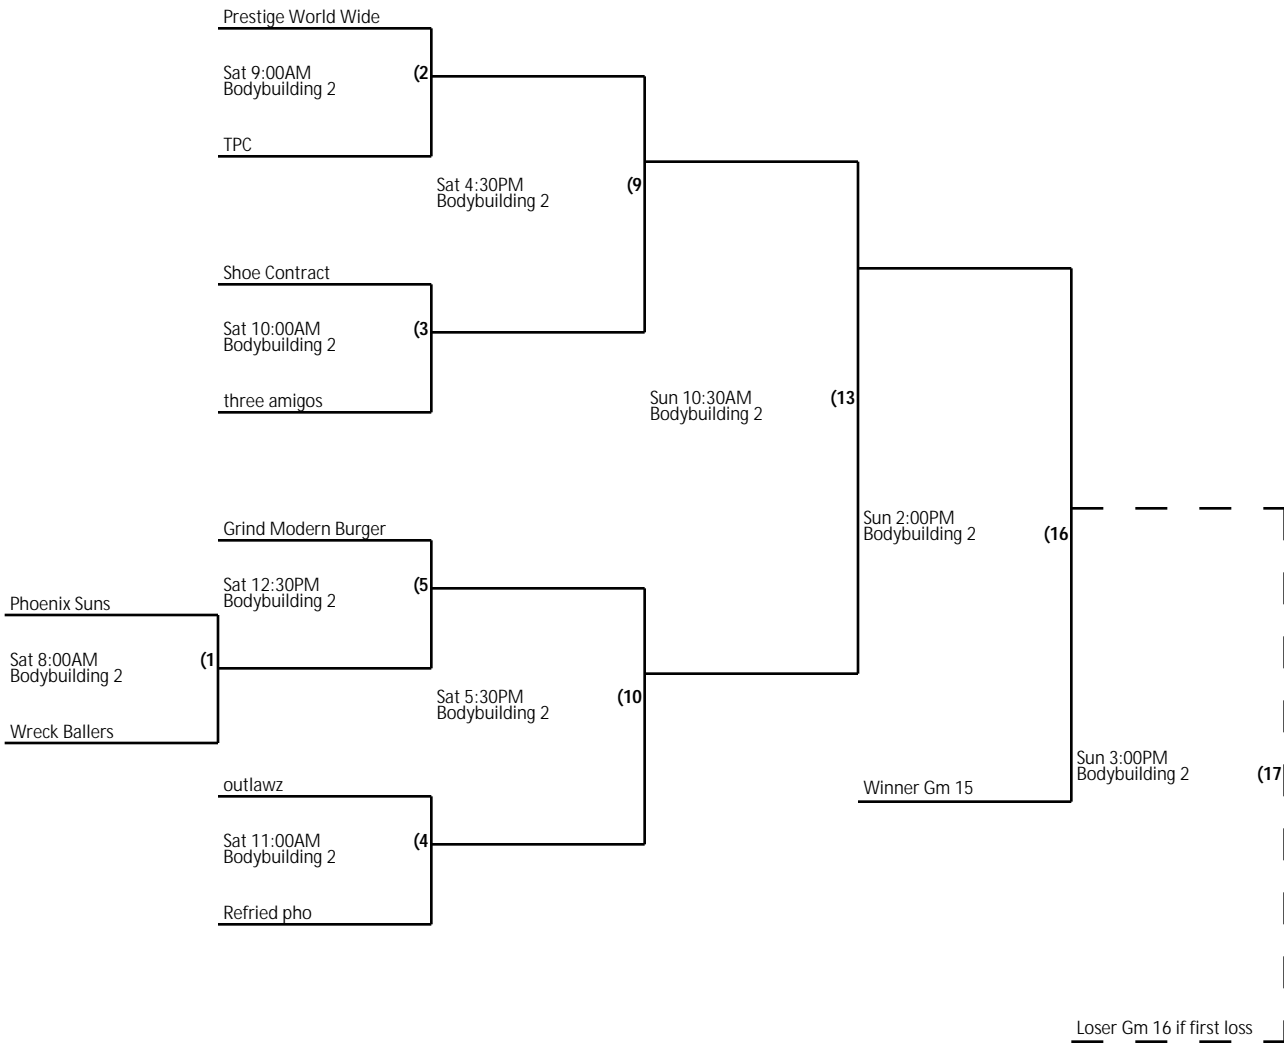 Prestige World Wide
Sat 9:00AM
Bodybuilding 2
(2
TPC
Sat 4:30PM
Bodybuilding 2
(9
Shoe Contract
Sat 10:00AM
Bodybuilding 2
(3
three amigos
Sun 10:30AM
Bodybuilding 2
(13
Grind Modern Burger
Sat 12:30PM
Bodybuilding 2
(5
Phoenix Suns
Sat 8:00AM
Bodybuilding 2
(1
Wreck Ballers
Sat 5:30PM
Bodybuilding 2
(10
outlawz
Sat 11:00AM
Bodybuilding 2
(4
Refried pho
Sun 2:00PM
Bodybuilding 2
(16
Winner Gm 15
Sun 3:00PM
Bodybuilding 2
(17
Loser Gm 16 if first loss